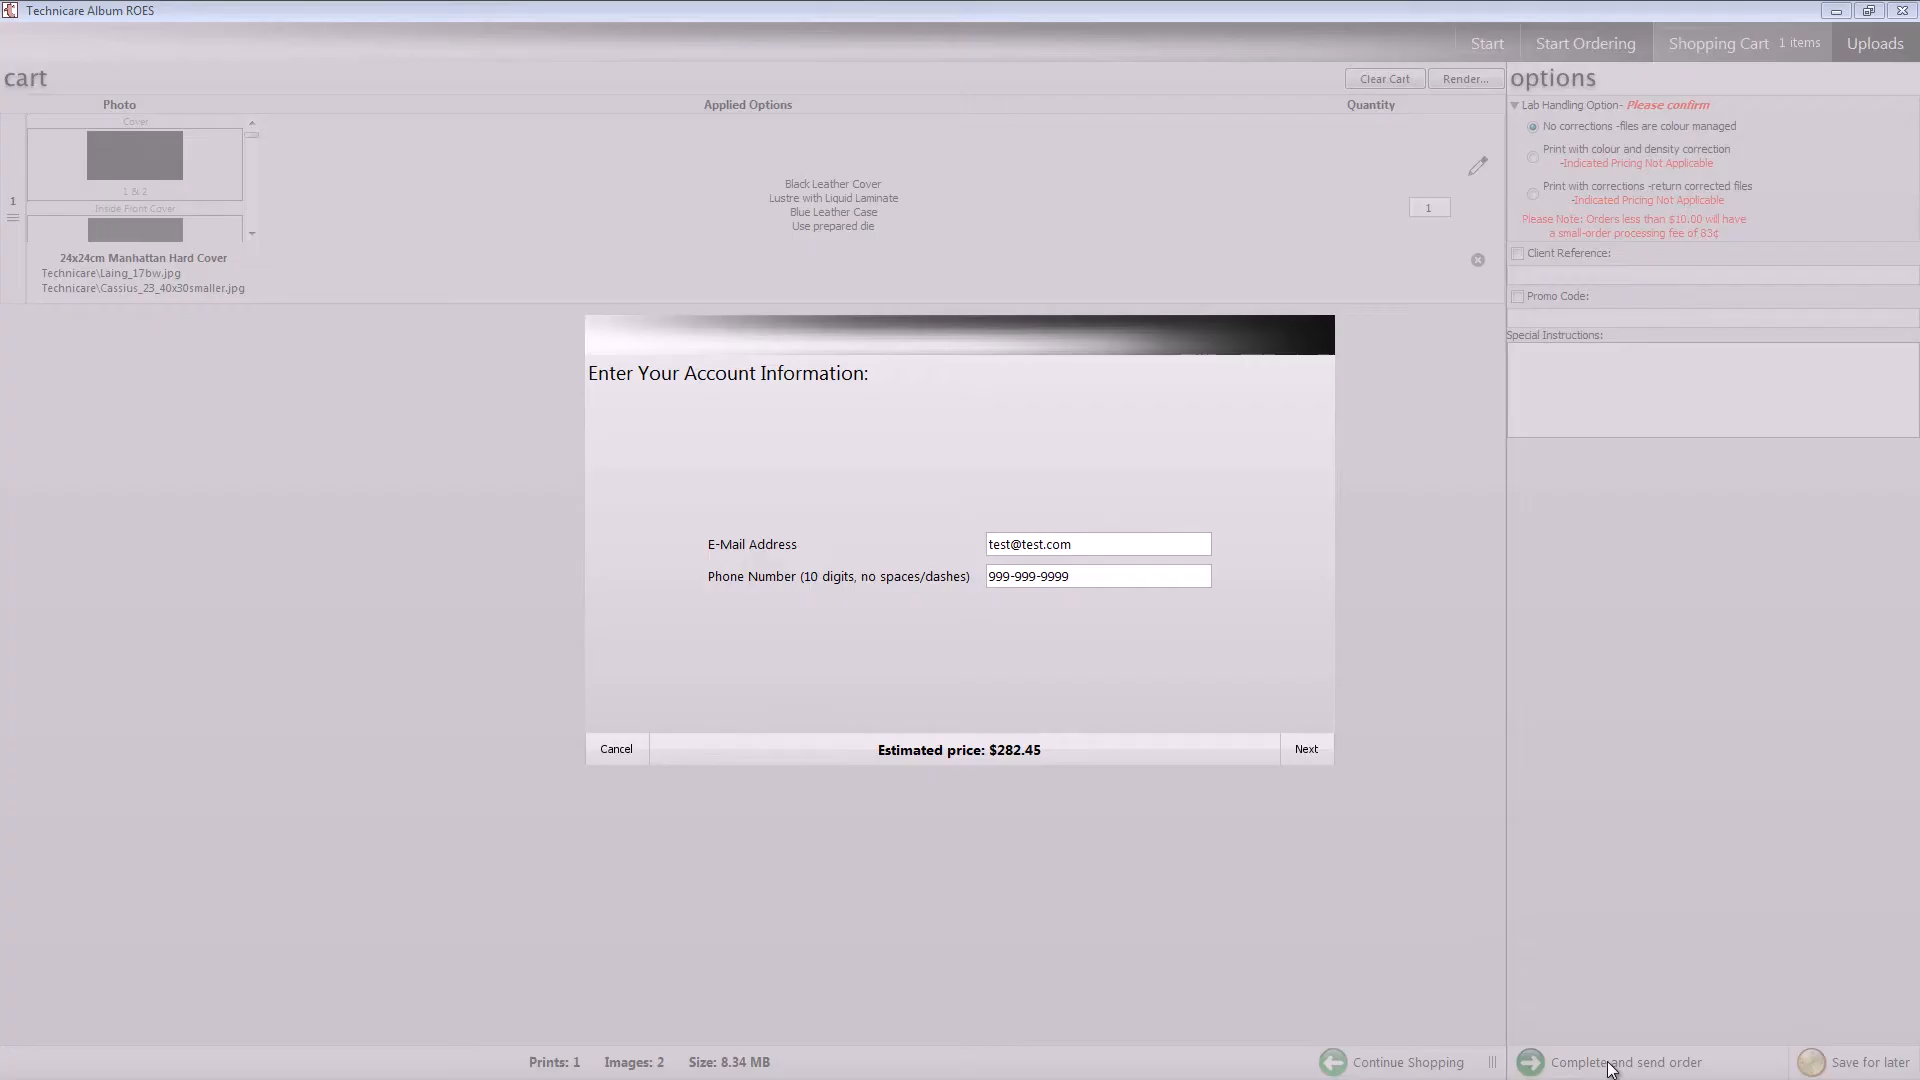 Technicare Album ROES
Start
Start Ordering
Shopping Cart 1 items
Uploads
cart
Clear Cart
Render...
options
Photo
Applied Options
Quantity
Cover
1 & 2
Inside Front Cover
1
24x24cm Manhattan Hard Cover
Technicare\Laing_17bw.jpg
Technicare\Cassius_23_40x30smaller.jpg
Black Leather Cover
Lustre with Liquid Laminate
Blue Leather Case
Use prepared die
1
Lab Handling Option- Please confirm
No corrections -files are colour managed
Print with colour and density correction
-Indicated Pricing Not Applicable
Print with corrections -return corrected files
-Indicated Pricing Not Applicable
Please Note: Orders less than $10.00 will have
a small-order processing fee of 83¢
Client Reference:
Promo Code:
Special Instructions:
Enter Your Account Information:
E-Mail Address test@test.com
Phone Number (10 digits, no spaces/dashes) 999-999-9999
Cancel
Estimated price: $282.45
Next
Prints: 1 Images: 2 Size: 8.34 MB
Continue Shopping
Complete and send order
Save for later